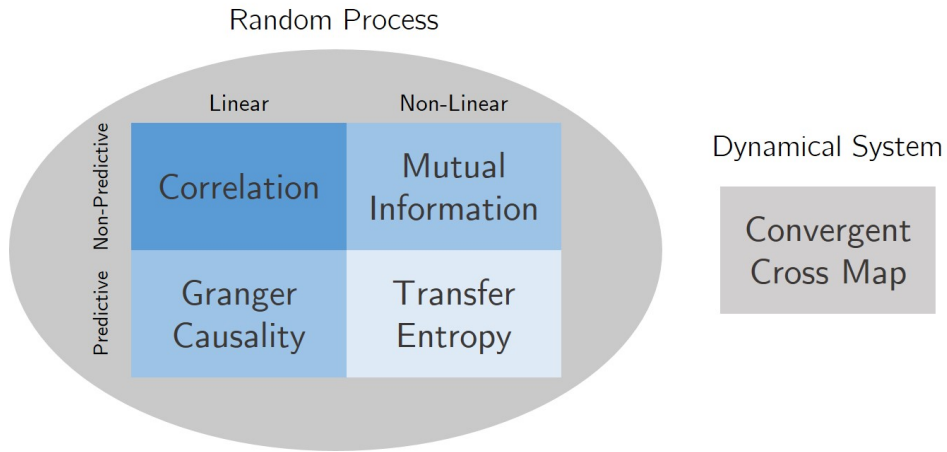 Random Process
Linear
Non-Linear
Non-Predictive
Correlation
Mutual
Information
Predictive
Granger
Causality
Transfer
Entropy
Dynamical System
Convergent
Cross Map